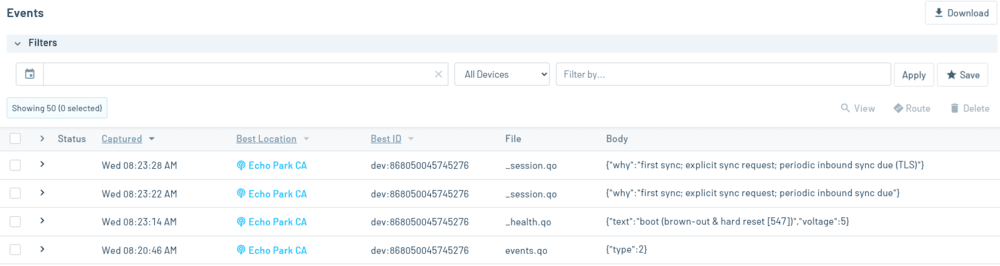 Events
Download
Filters
All Devices
Filter by...
Apply
Save
Showing 50 (0 selected)
View
Route
Delete
Status Captured Best Location Best ID File Body
Wed 08:23:28 AM Echo Park CA dev:868050045745276 _session.qo {"why":"first sync; explicit sync request; periodic inbound sync due (TLS)"}
Wed 08:23:22 AM Echo Park CA dev:868050045745276 _session.qo {"why":"first sync; explicit sync request; periodic inbound sync due"}
Wed 08:23:14 AM Echo Park CA dev:868050045745276 _health.qo {"text":"boot (brown-out & hard reset [547])","voltage":5}
Wed 08:20:46 AM Echo Park CA dev:868050045745276 events.qo {"type":2}